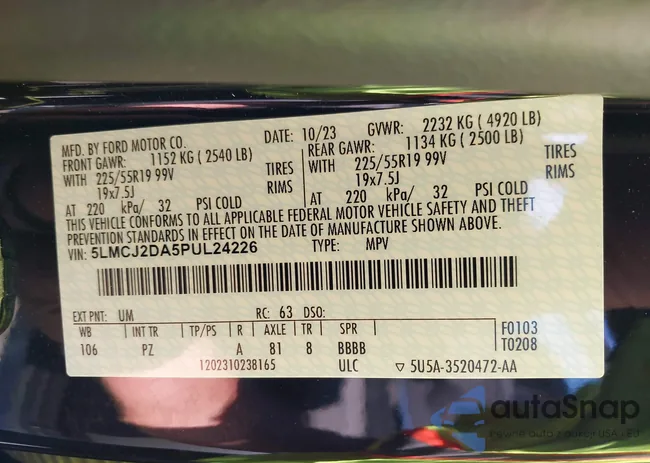 MFD. BY FORD MOTOR CO.
DATE: 10/23 GVWR: 2232 KG ( 4920 LB)
FRONT GAWR: 1152 KG ( 2540 LB)
REAR GAWR: 1134 KG ( 2500 LB)
WITH 225/55R19 99V TIRES
WITH 225/55R19 99V TIRES
19x7.5J RIMS
19x7.5J RIMS
AT 220 kPa/ 32 PSI COLD
AT 220 kPa/ 32 PSI COLD
THIS VEHICLE CONFORMS TO ALL APPLICABLE FEDERAL MOTOR VEHICLE SAFETY AND THEFT
PREVENTION STANDARDS IN EFFECT ON THE DATE OF MANUFACTURE SHOWN ABOVE.
VIN: 5LMCJ2DA5PUL24226 TYPE: MPV
EXT PNT: UM RC: 63 DSO:
WB INT TR TP/PS R AXLE TR SPR F0103
106 PZ A 81 8 BBBB T0208
1202310238165 ULC ▽ 5U5A-3520472-AA
autaSnap